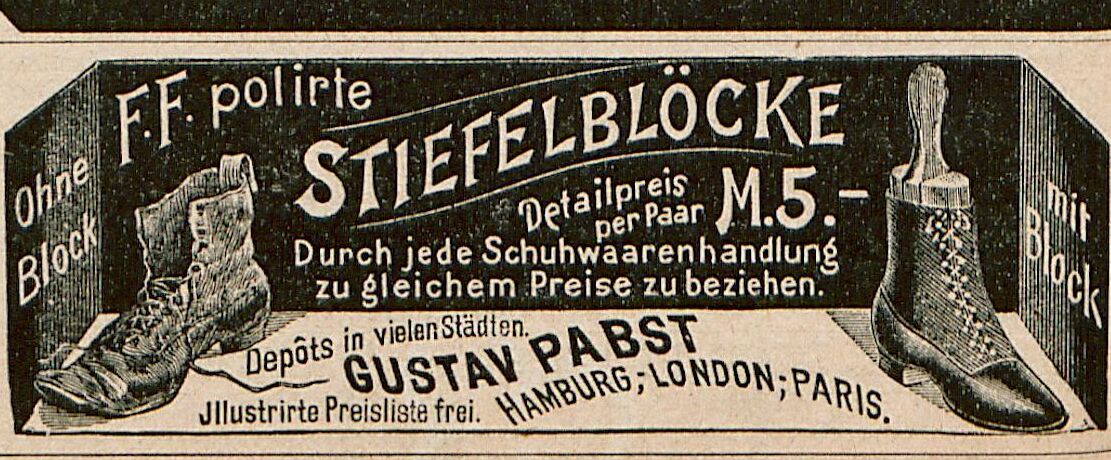 Ohne
Block
F.F. polirte
STIEFELBLÖCKE
Detailpreis
per Paar
M.5.–
Durch jede Schuhwaarenhandlung
zu gleichem Preise zu beziehen.
mit
Block
Depôts in vielen Städten.
GUSTAV PABST
HAMBURG; LONDON; PARIS.
Jllustrirte Preisliste frei.